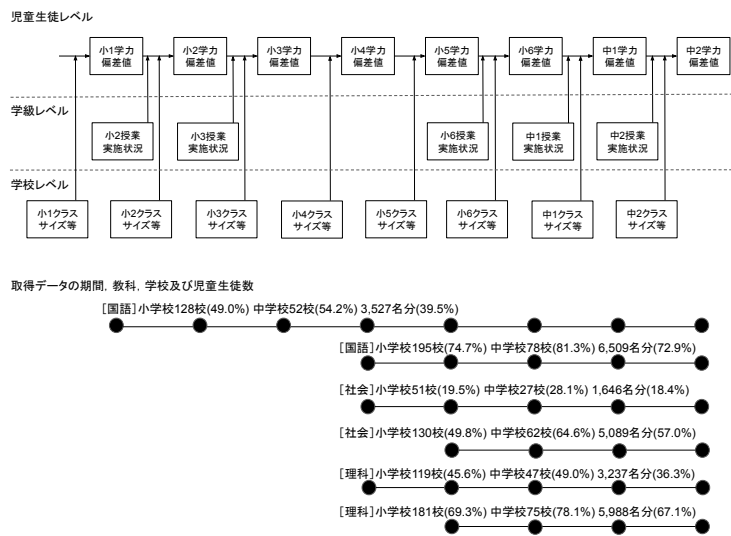 児童生徒レベル
小1学力
偏差値
小2学力
偏差値
小3学力
偏差値
小4学力
偏差値
小5学力
偏差値
小6学力
偏差値
中1学力
偏差値
中2学力
偏差値
学級レベル
小2授業
実施状況
小3授業
実施状況
小6授業
実施状況
中1授業
実施状況
中2授業
実施状況
学校レベル
小1クラス
サイズ等
小2クラス
サイズ等
小3クラス
サイズ等
小4クラス
サイズ等
小5クラス
サイズ等
小6クラス
サイズ等
中1クラス
サイズ等
中2クラス
サイズ等
取得データの期間，教科，学校及び児童生徒数
［国語］小学校128校(49.0%) 中学校52校(54.2%) 3,527名分(39.5%)
［国語］小学校195校(74.7%) 中学校78校(81.3%) 6,509名分(72.9%)
［社会］小学校51校(19.5%) 中学校27校(28.1%) 1,646名分(18.4%)
［社会］小学校130校(49.8%) 中学校62校(64.6%) 5,089名分(57.0%)
［理科］小学校119校(45.6%) 中学校47校(49.0%) 3,237名分(36.3%)
［理科］小学校181校(69.3%) 中学校75校(78.1%) 5,988名分(67.1%)